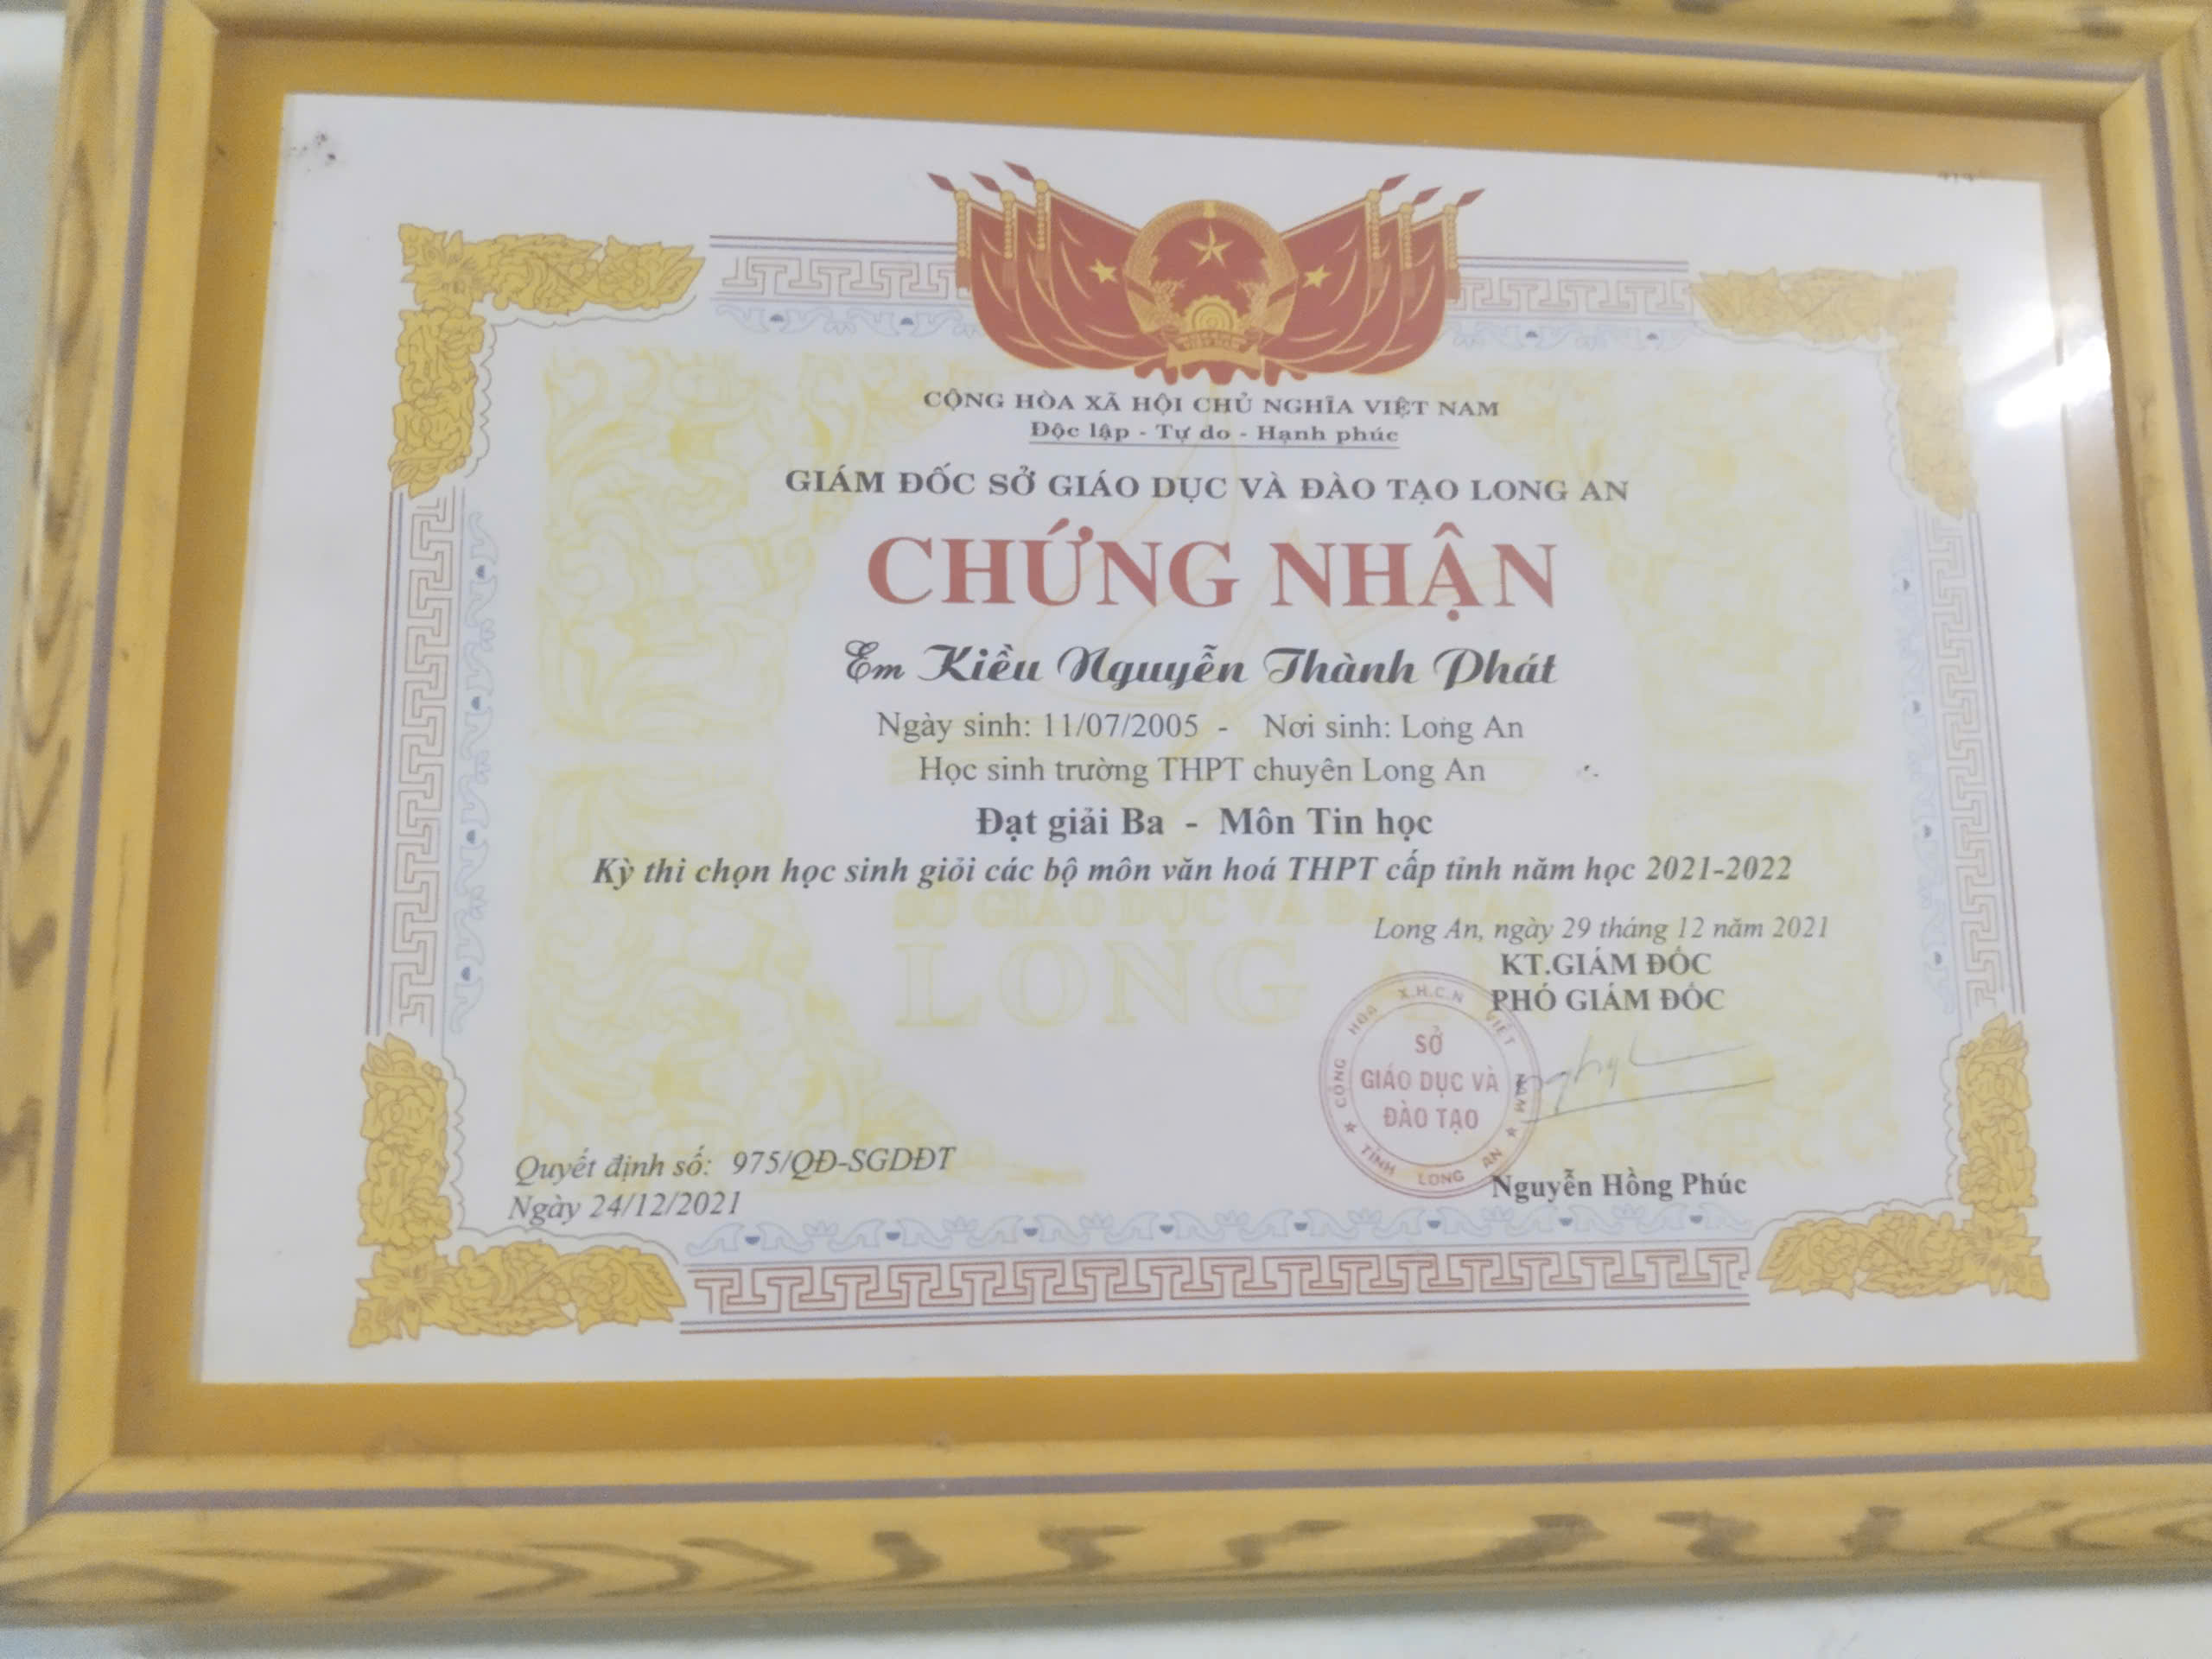 CỘNG HÒA XÃ HỘI CHỦ NGHĨA VIỆT NAM
Độc lập - Tự do - Hạnh phúc
GIÁM ĐỐC SỞ GIÁO DỤC VÀ ĐÀO TẠO LONG AN
CHỨNG NHẬN
Em Kiều Nguyễn Thành Phát
Ngày sinh: 11/07/2005 - Nơi sinh: Long An
Học sinh trường THPT chuyên Long An
Đạt giải Ba - Môn Tin học
Kỳ thi chọn học sinh giỏi các bộ môn văn hoá THPT cấp tỉnh năm học 2021-2022
SỞ GIÁO DỤC VÀ ĐÀO TẠO
LONG A
Long An, ngày 29 tháng 12 năm 2021
KT.GIÁM ĐỐC
PHÓ GIÁM ĐỐC
CỘNG HÒA X.H.C.N VIỆT NAM
SỞ
GIÁO DỤC VÀ
ĐÀO TẠO
TỈNH LONG AN
Nguyễn Hồng Phúc
Quyết định số: 975/QĐ-SGDĐT
Ngày 24/12/2021